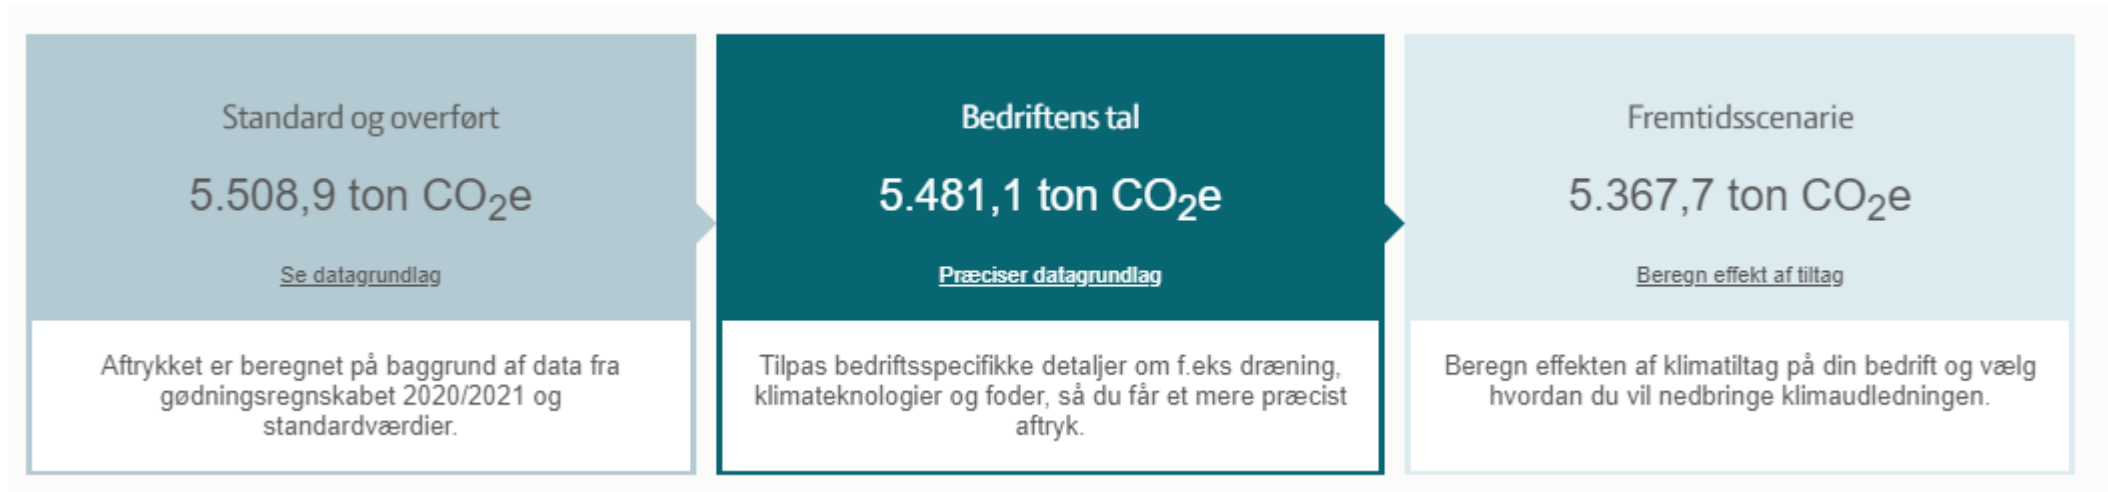 Standard og overført
5.508,9 ton CO₂e
Se datagrundlag
Aftrykket er beregnet på baggrund af data fra
gødningsregnskabet 2020/2021 og
standardværdier.
Bedriftens tal
5.481,1 ton CO₂e
Præciser datagrundlag
Tilpas bedriftsspecifikke detaljer om f.eks dræning,
klimateknologier og foder, så du får et mere præcist
aftryk.
Fremtidsscenarie
5.367,7 ton CO₂e
Beregn effekt af tiltag
Beregn effekten af klimatiltag på din bedrift og vælg
hvordan du vil nedbringe klimaudledningen.